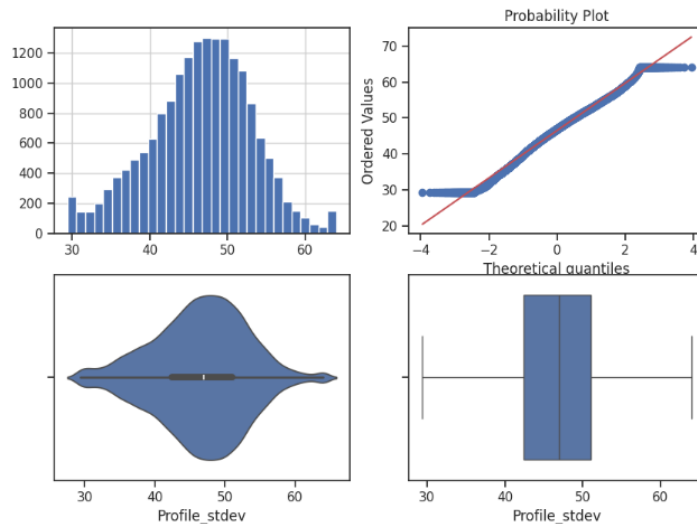 1200
1000
800
600
400
200
0
30 40 50 60
Probability Plot
Ordered Values
70
60
50
40
30
20
−4 −2 0 2 4
Theoretical quantiles
30 40 50 60
Profile_stdev
30 40 50 60
Profile_stdev